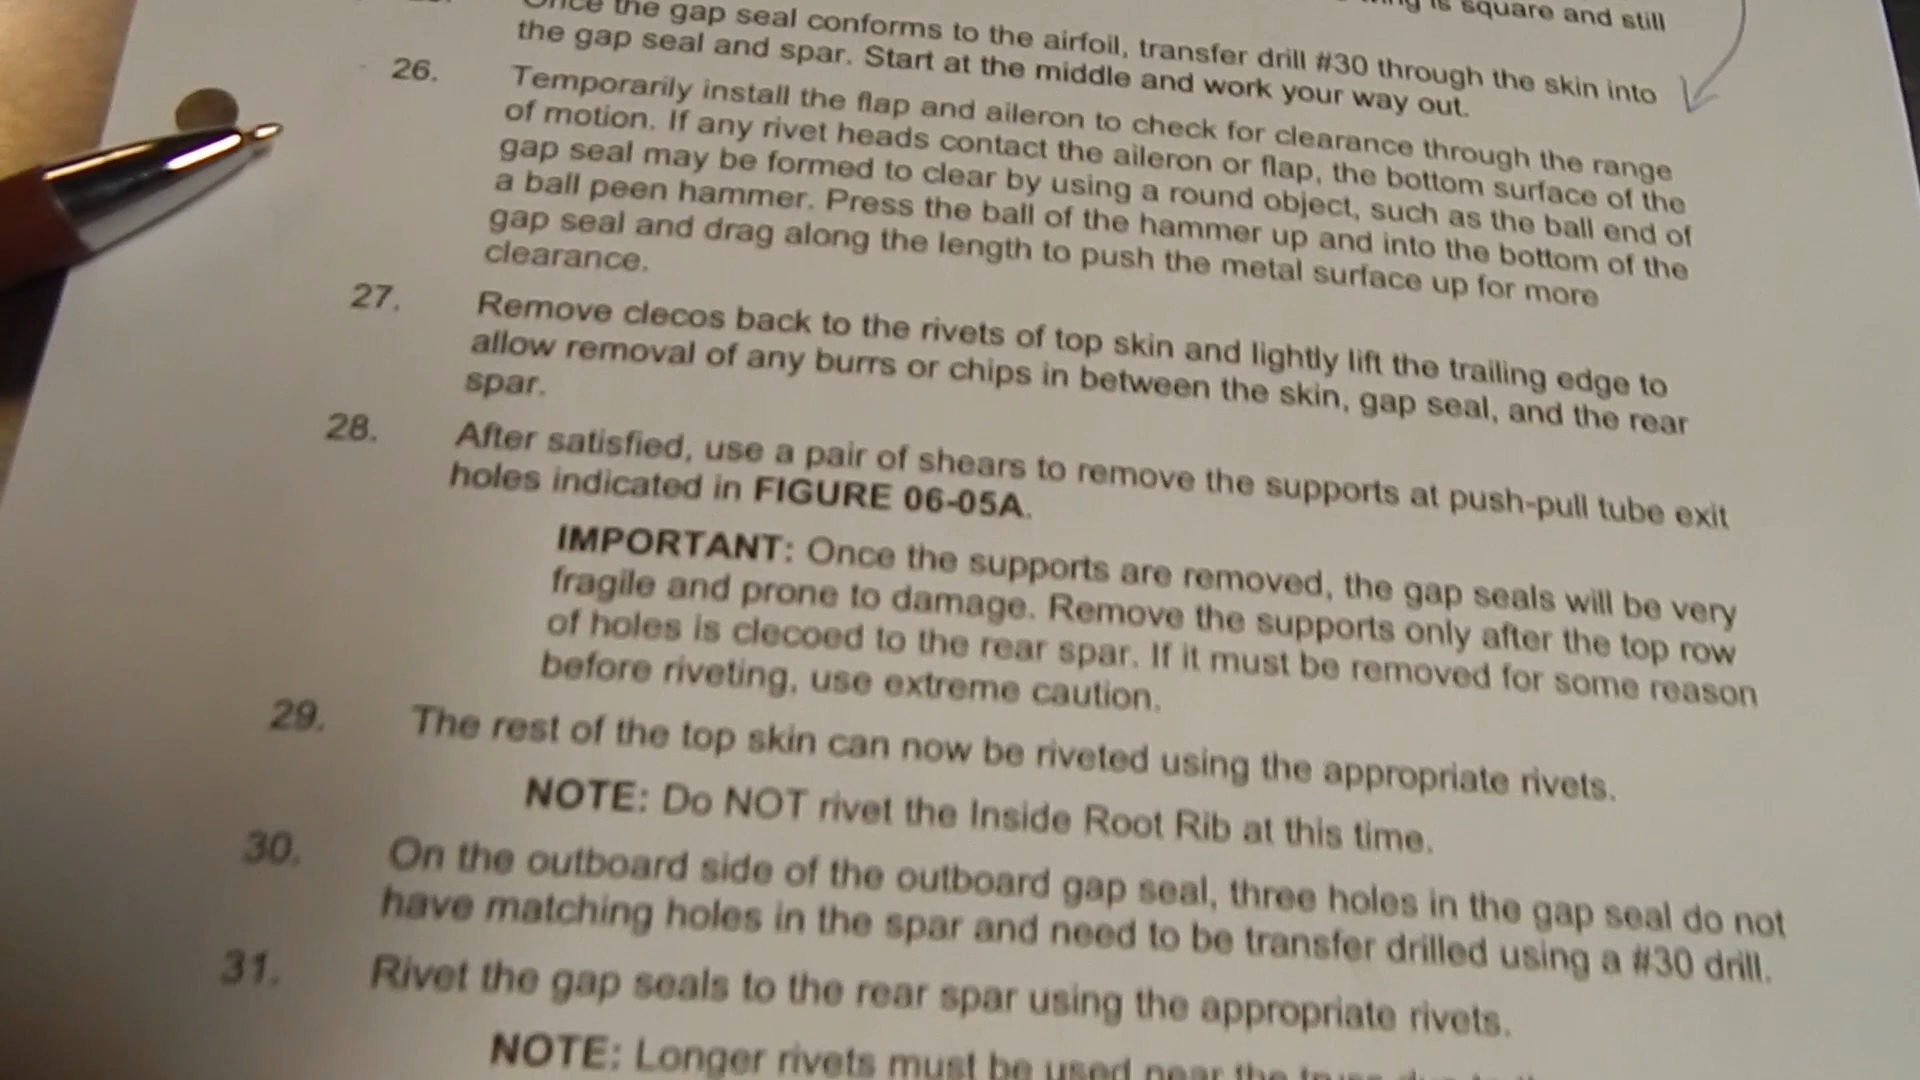 is square and still
Once the gap seal conforms to the airfoil, transfer drill #30 through the skin into
the gap seal and spar. Start at the middle and work your way out.
26. Temporarily install the flap and aileron to check for clearance through the range
of motion. If any rivet heads contact the aileron or flap, the bottom surface of the
gap seal may be formed to clear by using a round object, such as the ball end of
a ball peen hammer. Press the ball of the hammer up and into the bottom of the
gap seal and drag along the length to push the metal surface up for more
clearance.
27. Remove clecos back to the rivets of top skin and lightly lift the trailing edge to
allow removal of any burrs or chips in between the skin, gap seal, and the rear
spar.
28. After satisfied, use a pair of shears to remove the supports at push-pull tube exit
holes indicated in FIGURE 06-05A.
IMPORTANT: Once the supports are removed, the gap seals will be very
fragile and prone to damage. Remove the supports only after the top row
of holes is clecoed to the rear spar. If it must be removed for some reason
before riveting, use extreme caution.
29. The rest of the top skin can now be riveted using the appropriate rivets.
NOTE: Do NOT rivet the Inside Root Rib at this time.
30. On the outboard side of the outboard gap seal, three holes in the gap seal do not
have matching holes in the spar and need to be transfer drilled using a #30 drill.
31. Rivet the gap seals to the rear spar using the appropriate rivets.
NOTE: Longer rivets must be used near the